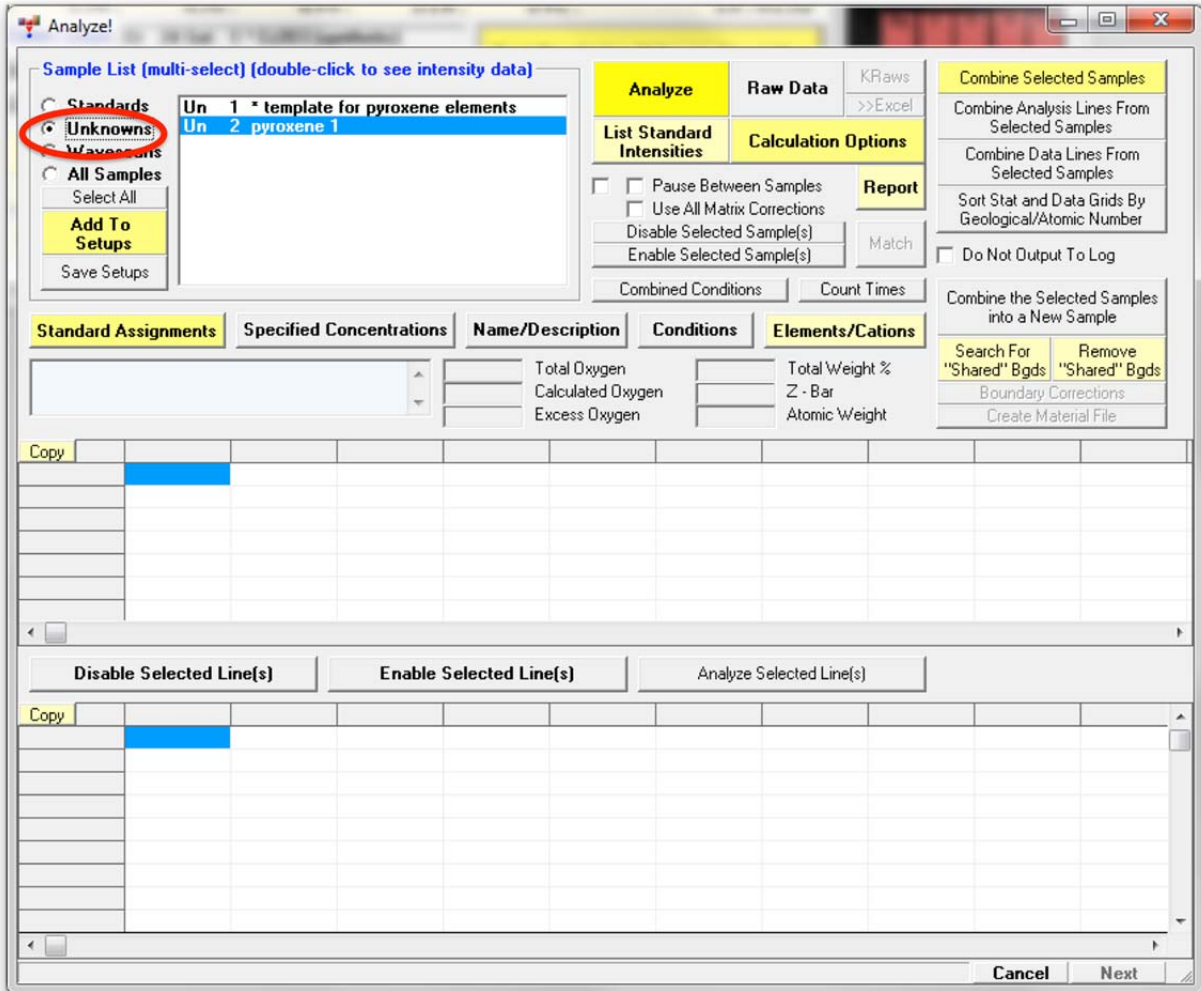 Analyze!
Sample List (multi-select) (double-click to see intensity data)
Standards
Unknowns
Wavescans
All Samples
Select All
Add To
Setups
Save Setups
Un 1 * template for pyroxene elements
Un 2 pyroxene 1
Analyze
Raw Data
KRaws
>>Excel
List Standard
Intensities
Calculation Options
Pause Between Samples
Use All Matrix Corrections
Report
Disable Selected Sample(s)
Enable Selected Sample(s)
Match
Combined Conditions
Count Times
Combine Selected Samples
Combine Analysis Lines From
Selected Samples
Combine Data Lines From
Selected Samples
Sort Stat and Data Grids By
Geological/Atomic Number
Do Not Output To Log
Combine the Selected Samples
into a New Sample
Search For
"Shared" Bgds
Remove
"Shared" Bgds
Boundary Corrections
Create Material File
Standard Assignments
Specified Concentrations
Name/Description
Conditions
Elements/Cations
Total Oxygen
Calculated Oxygen
Excess Oxygen
Total Weight %
Z - Bar
Atomic Weight
Copy
Disable Selected Line(s)
Enable Selected Line(s)
Analyze Selected Line(s)
Copy
Cancel
Next